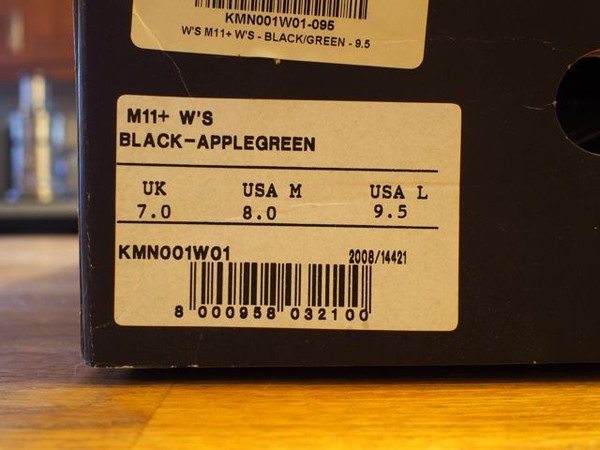 KMN001W01-095
W'S M11+ W'S - BLACK/GREEN - 9.5
M11+ W'S
BLACK-APPLEGREEN
UK USA M USA L
7.0 8.0 9.5
KMN001W01 2008/14421
8 000958 032100